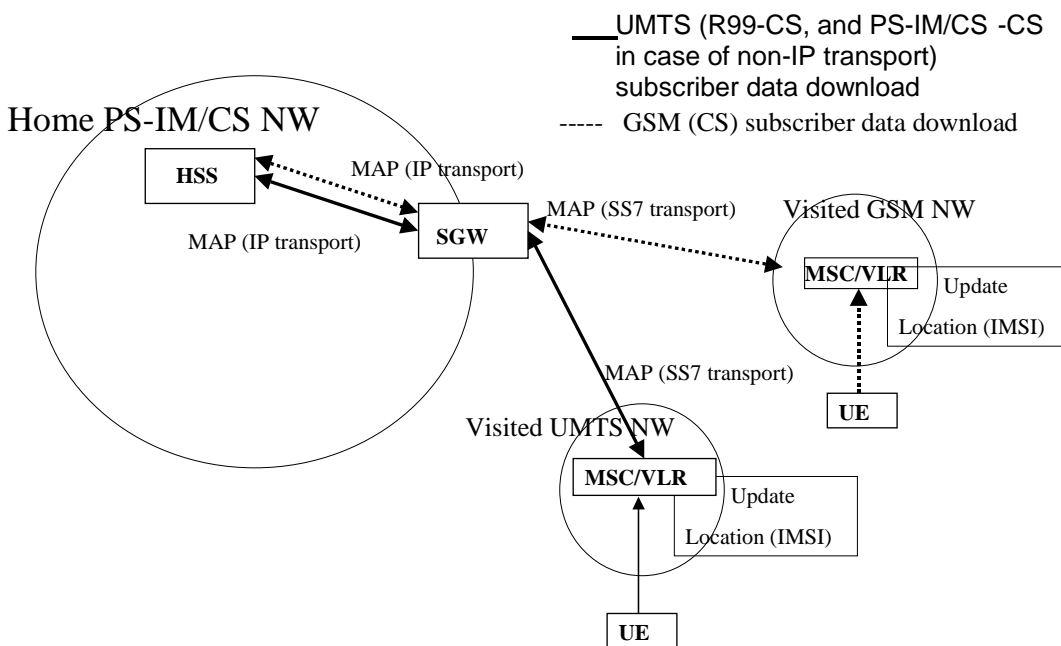 UMTS (R99-CS, and PS-IM/CS -CS
in case of non-IP transport)
subscriber data download
GSM (CS) subscriber data download
Home PS-IM/CS NW
HSS
MAP (IP transport)
MAP (IP transport)
SGW
MAP (SS7 transport)
Visited GSM NW
MSC/VLR
Update
Location (IMSI)
UE
MAP (SS7 transport)
Visited UMTS NW
MSC/VLR
Update
Location (IMSI)
UE